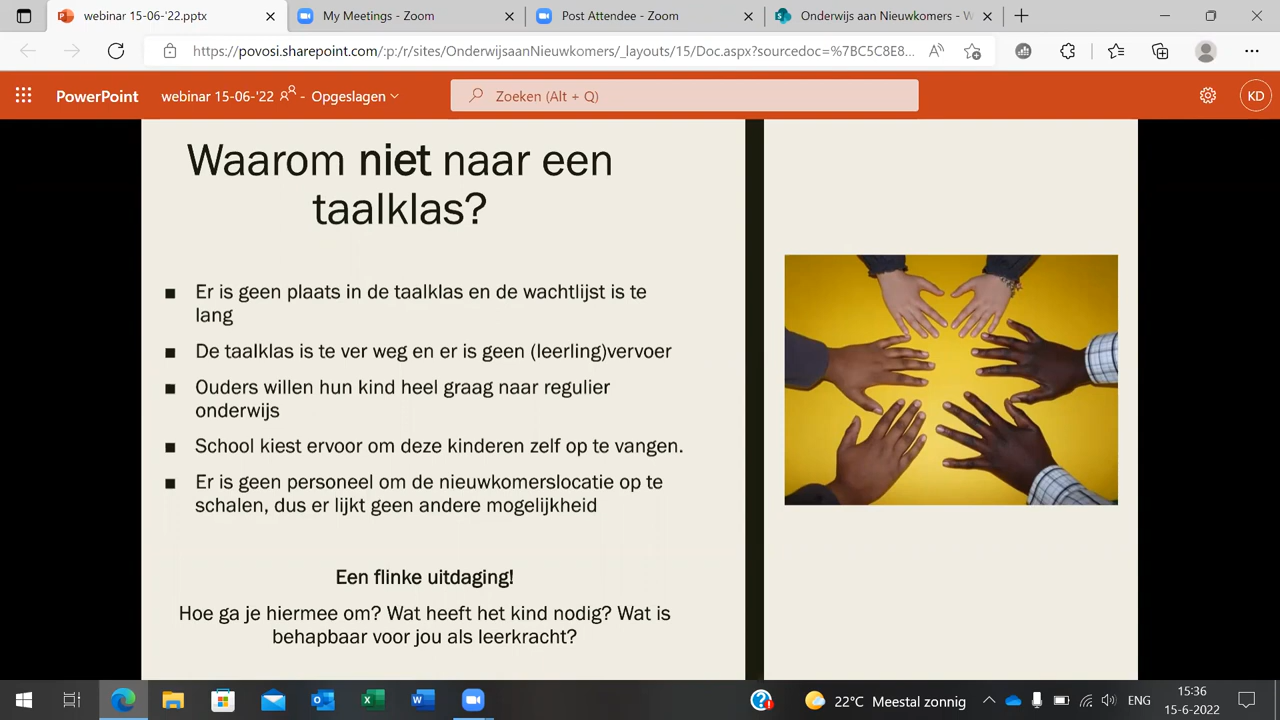 webinar 15-06-'22.pptx
My Meetings - Zoom
Post Attendee - Zoom
Onderwijs aan Nieuwkomers - W
https://povosi.sharepoint.com/:p:/r/sites/OnderwijsaanNieuwkomers/_layouts/15/Doc.aspx?sourcedoc=%7BC5C8E8...
PowerPoint
webinar 15-06-'22 - Opgeslagen
Zoeken (Alt + Q)
KD
Waarom niet naar een
taalklas?
■ Er is geen plaats in de taalklas en de wachtlijst is te
lang
■ De taalklas is te ver weg en er is geen (leerling)vervoer
■ Ouders willen hun kind heel graag naar regulier
onderwijs
■ School kiest ervoor om deze kinderen zelf op te vangen.
■ Er is geen personeel om de nieuwkomerslocatie op te
schalen, dus er lijkt geen andere mogelijkheid
Een flinke uitdaging!
Hoe ga je hiermee om? Wat heeft het kind nodig? Wat is
behapbaar voor jou als leerkracht?
22°C Meestal zonnig
ENG
15:36
15-6-2022